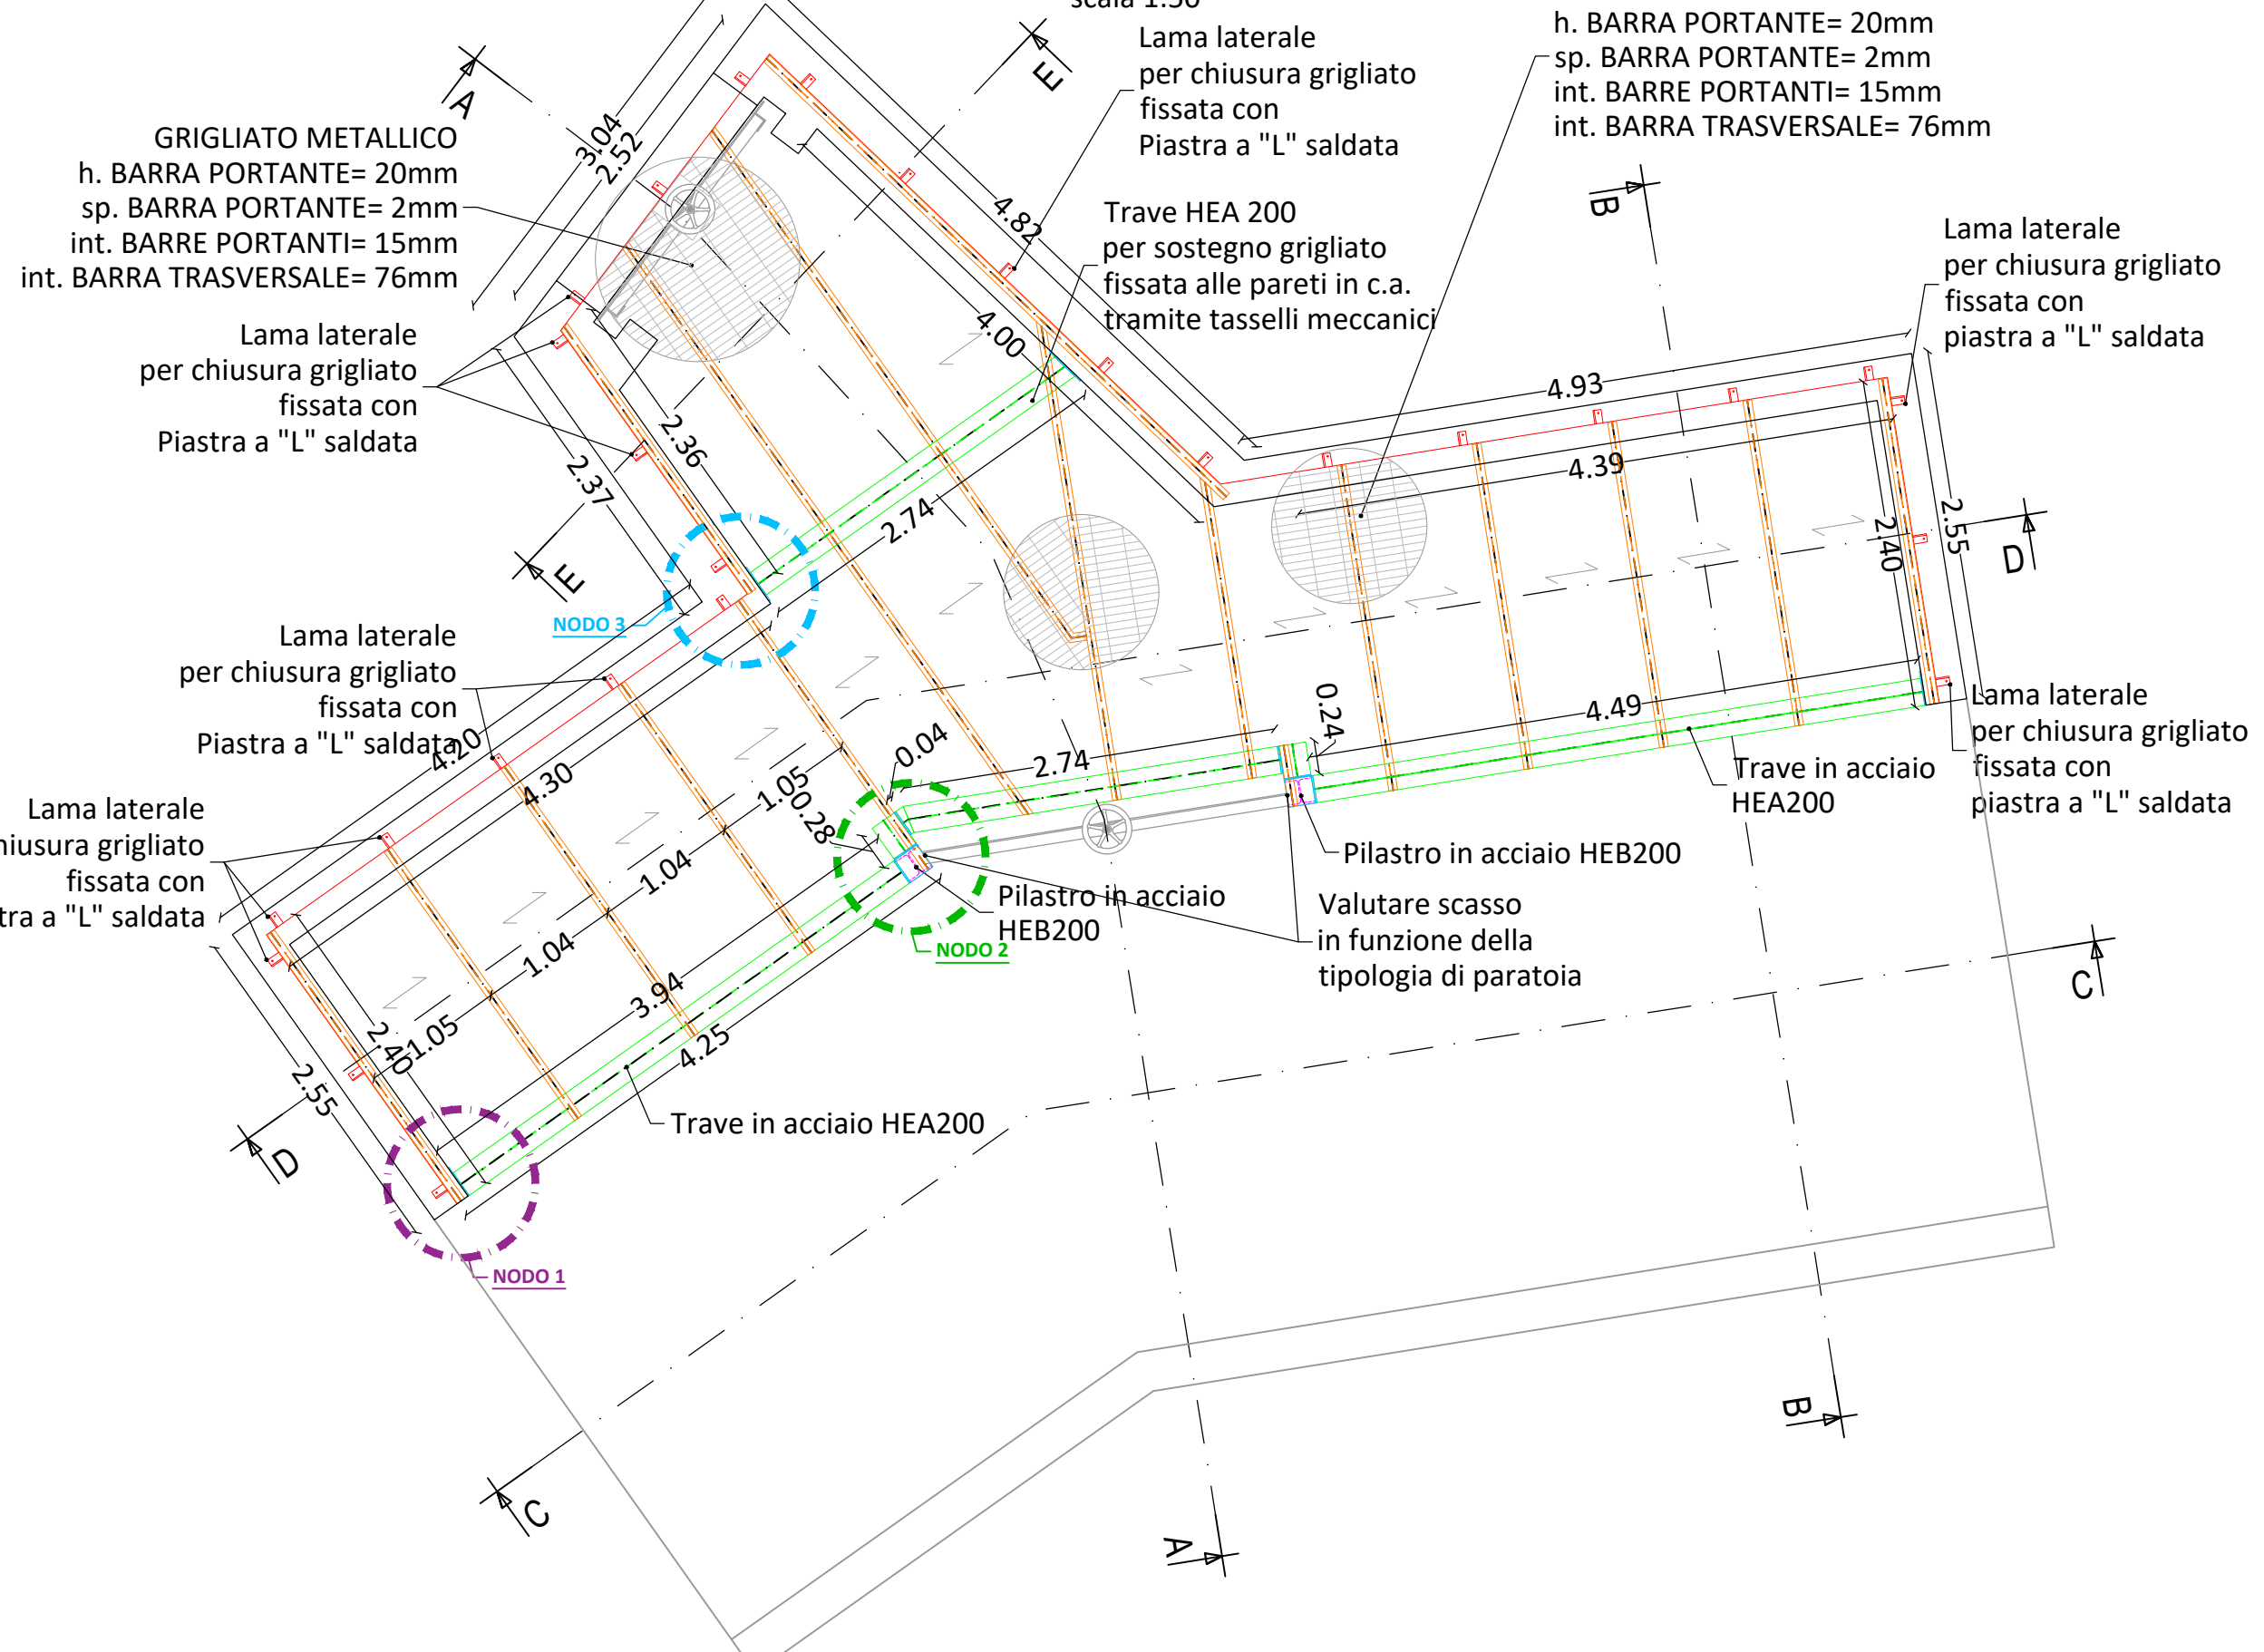 scala 1:50
h. BARRA PORTANTE= 20mm
sp. BARRA PORTANTE= 2mm
int. BARRE PORTANTI= 15mm
int. BARRA TRASVERSALE= 76mm
Lama laterale
per chiusura grigliato
fissata con
Piastra a "L" saldata
E
A
GRIGLIATO METALLICO
h. BARRA PORTANTE= 20mm
sp. BARRA PORTANTE= 2mm
int. BARRE PORTANTI= 15mm
int. BARRA TRASVERSALE= 76mm
3.04
2.52
4.82
B
Trave HEA 200
per sostegno grigliato
fissata alle pareti in c.a.
tramite tasselli meccanici
Lama laterale
per chiusura grigliato
fissata con
piastra a "L" saldata
Lama laterale
per chiusura grigliato
fissata con
Piastra a "L" saldata
4.00
4.93
2.36
2.37
4.39
2.74
2.55
2.40
D
E
NODO 3
Lama laterale
per chiusura grigliato
fissata con
Piastra a "L" saldata
4.20
4.30
1.05
0.04
0.28
2.74
0.24
4.49
Lama laterale
per chiusura grigliato
fissata con
piastra a "L" saldata
Trave in acciaio
HEA200
Lama laterale
hiusura grigliato
fissata con
tra a "L" saldata
1.04
1.04
1.05
Pilastro in acciaio HEB200
Pilastro in acciaio
HEB200
NODO 2
Valutare scasso
in funzione della
tipologia di paratoia
3.94
4.25
2.40
2.55
C
Trave in acciaio HEA200
D
NODO 1
B
C
A